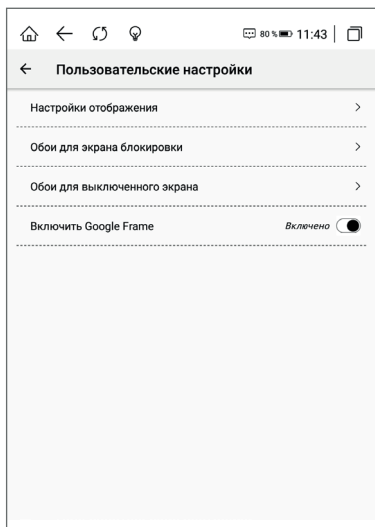 80 % 11:43
Пользовательские настройки
Настройки отображения
Обои для экрана блокировки
Обои для выключенного экрана
Включить Google Frame Включено